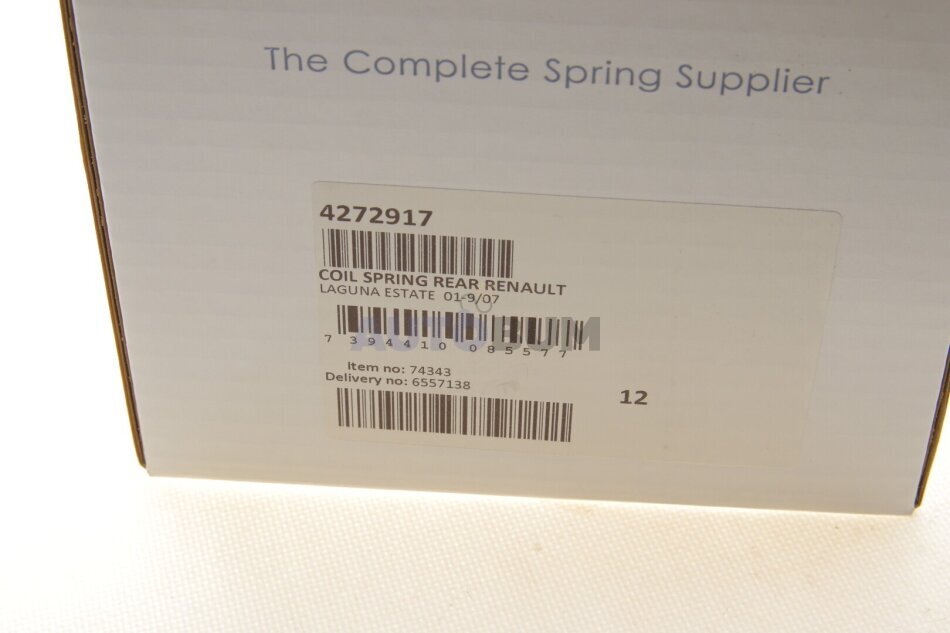 The Complete Spring Supplier
4272917
COIL SPRING REAR RENAULT
LAGUNA ESTATE 01-9/07
AUTOBUM
7 394410 085577
Item no: 74343
Delivery no: 6557138
12